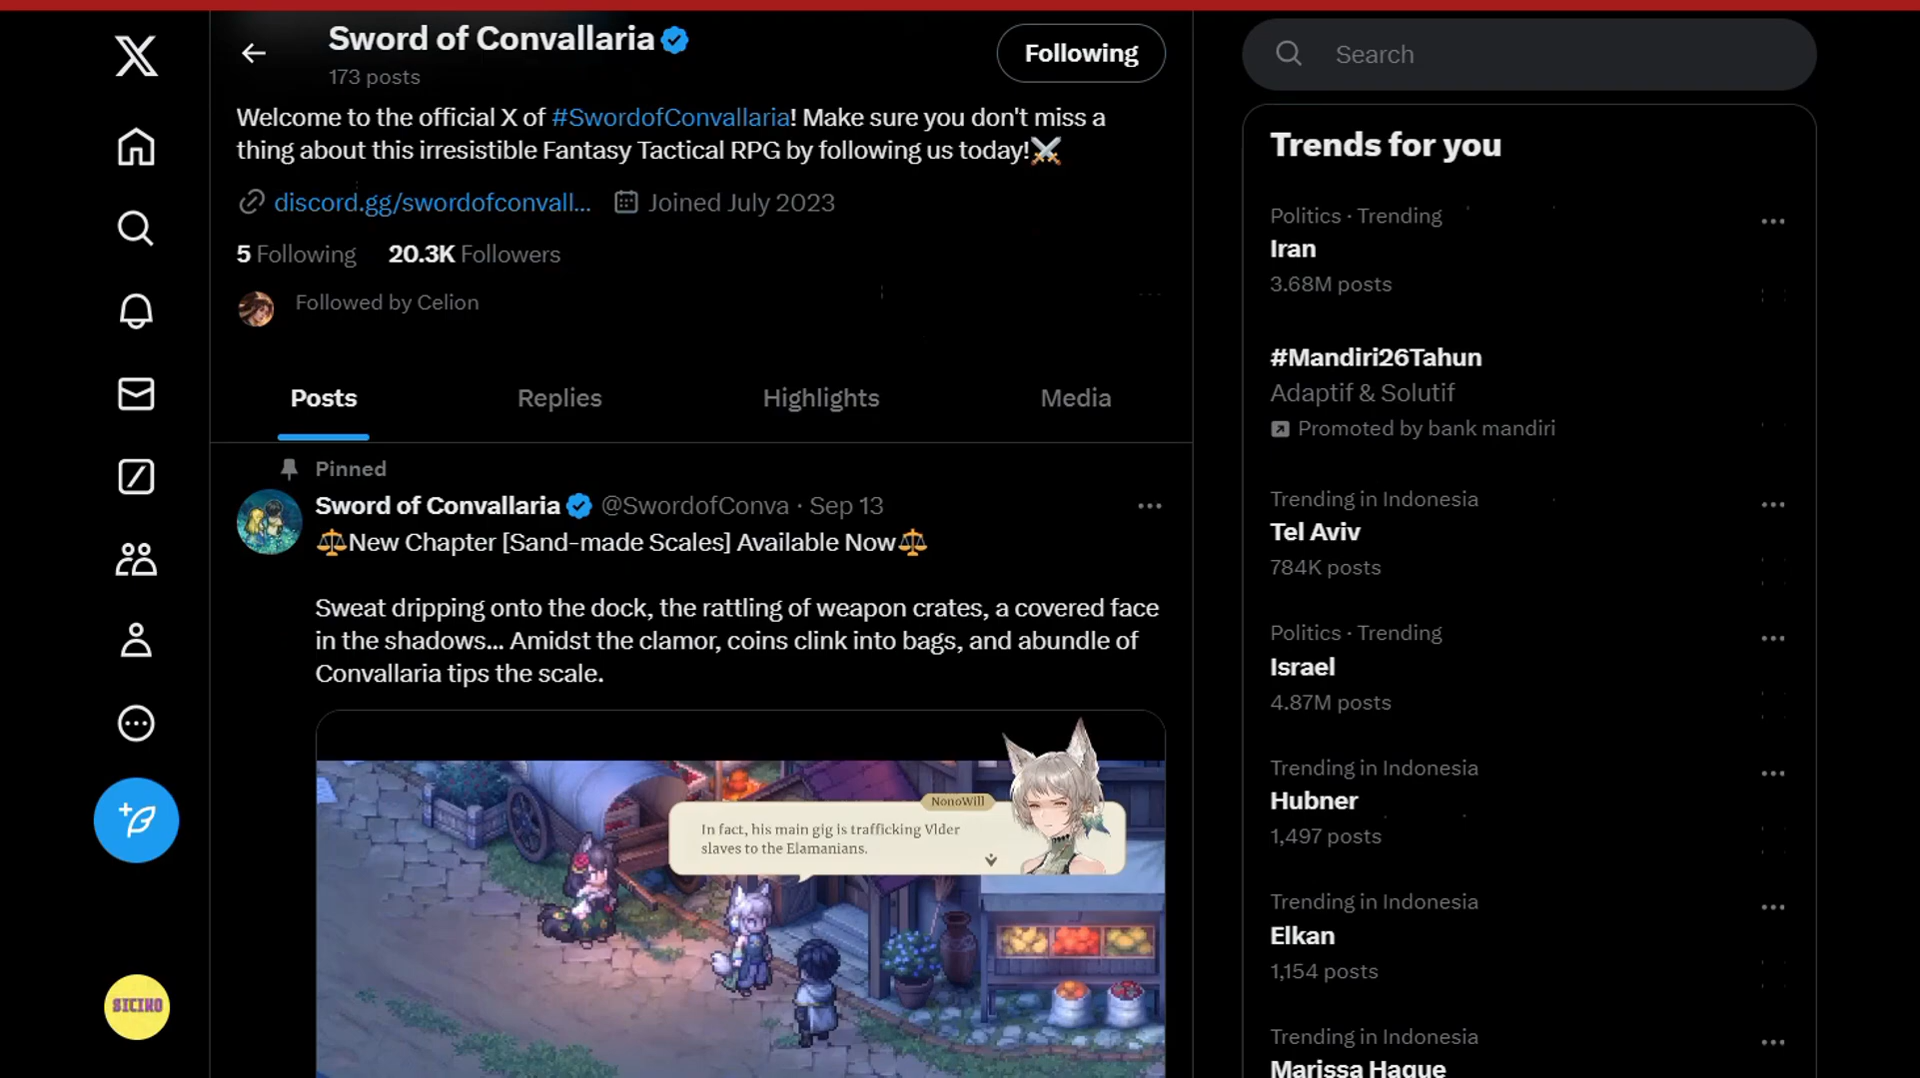 Sword of Convallaria
173 posts
Following
Welcome to the official X of #SwordofConvallaria! Make sure you don't miss a
thing about this irresistible Fantasy Tactical RPG by following us today!
discord.gg/swordofconvall...
Joined July 2023
5 Following 20.3K Followers
Followed by Celion
Posts Replies Highlights Media
Pinned
Sword of Convallaria @SwordofConva · Sep 13
New Chapter [Sand-made Scales] Available Now
Sweat dripping onto the dock, the rattling of weapon crates, a covered face
in the shadows... Amidst the clamor, coins clink into bags, and abundle of
Convallaria tips the scale.
NonoWill
In fact, his main gig is trafficking Vlder
slaves to the Elamanians.
SICIKO
Search
Trends for you
Politics · Trending
Iran
3.68M posts
#Mandiri26Tahun
Adaptif & Solutif
Promoted by bank mandiri
Trending in Indonesia
Tel Aviv
784K posts
Politics · Trending
Israel
4.87M posts
Trending in Indonesia
Hubner
1,497 posts
Trending in Indonesia
Elkan
1,154 posts
Trending in Indonesia
Marissa Haque